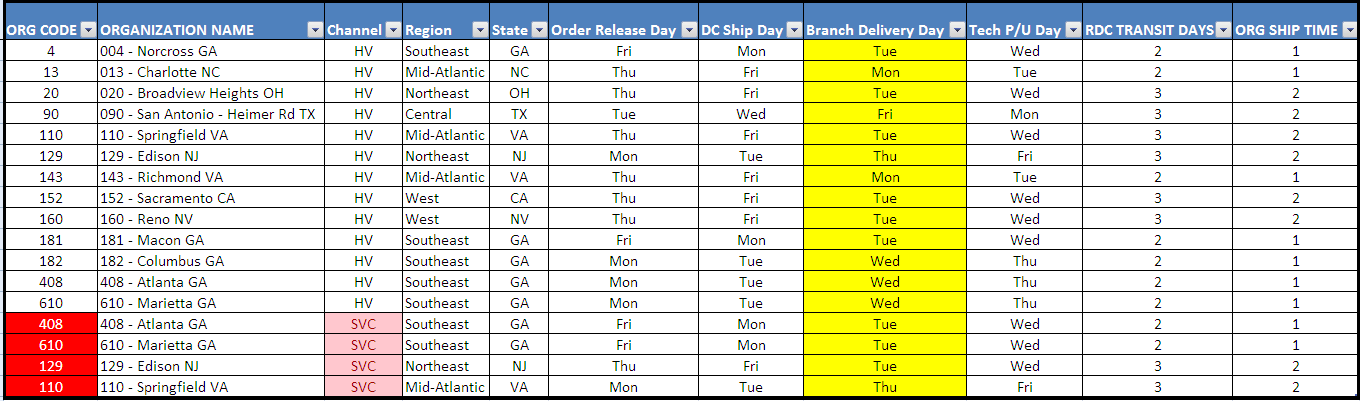 ORG CODE ORGANIZATION NAME Channel Region State Order Release Day DC Ship Day Branch Delivery Day Tech P/U Day RDC TRANSIT DAYS ORG SHIP TIME
4 004 - Norcross GA HV Southeast GA Fri Mon Tue Wed 2 1
13 013 - Charlotte NC HV Mid-Atlantic NC Thu Fri Mon Tue 2 1
20 020 - Broadview Heights OH HV Northeast OH Thu Fri Tue Wed 3 2
90 090 - San Antonio - Heimer Rd TX HV Central TX Tue Wed Fri Mon 3 2
110 110 - Springfield VA HV Mid-Atlantic VA Thu Fri Tue Wed 3 2
129 129 - Edison NJ HV Northeast NJ Mon Tue Thu Fri 3 2
143 143 - Richmond VA HV Mid-Atlantic VA Thu Fri Mon Tue 2 1
152 152 - Sacramento CA HV West CA Thu Fri Tue Wed 3 2
160 160 - Reno NV HV West NV Thu Fri Tue Wed 3 2
181 181 - Macon GA HV Southeast GA Fri Mon Tue Wed 2 1
182 182 - Columbus GA HV Southeast GA Mon Tue Wed Thu 2 1
408 408 - Atlanta GA HV Southeast GA Mon Tue Wed Thu 2 1
610 610 - Marietta GA HV Southeast GA Mon Tue Wed Thu 2 1
408 408 - Atlanta GA SVC Southeast GA Fri Mon Tue Wed 2 1
610 610 - Marietta GA SVC Southeast GA Fri Mon Tue Wed 2 1
129 129 - Edison NJ SVC Northeast NJ Thu Fri Tue Wed 3 2
110 110 - Springfield VA SVC Mid-Atlantic VA Mon Tue Thu Fri 3 2